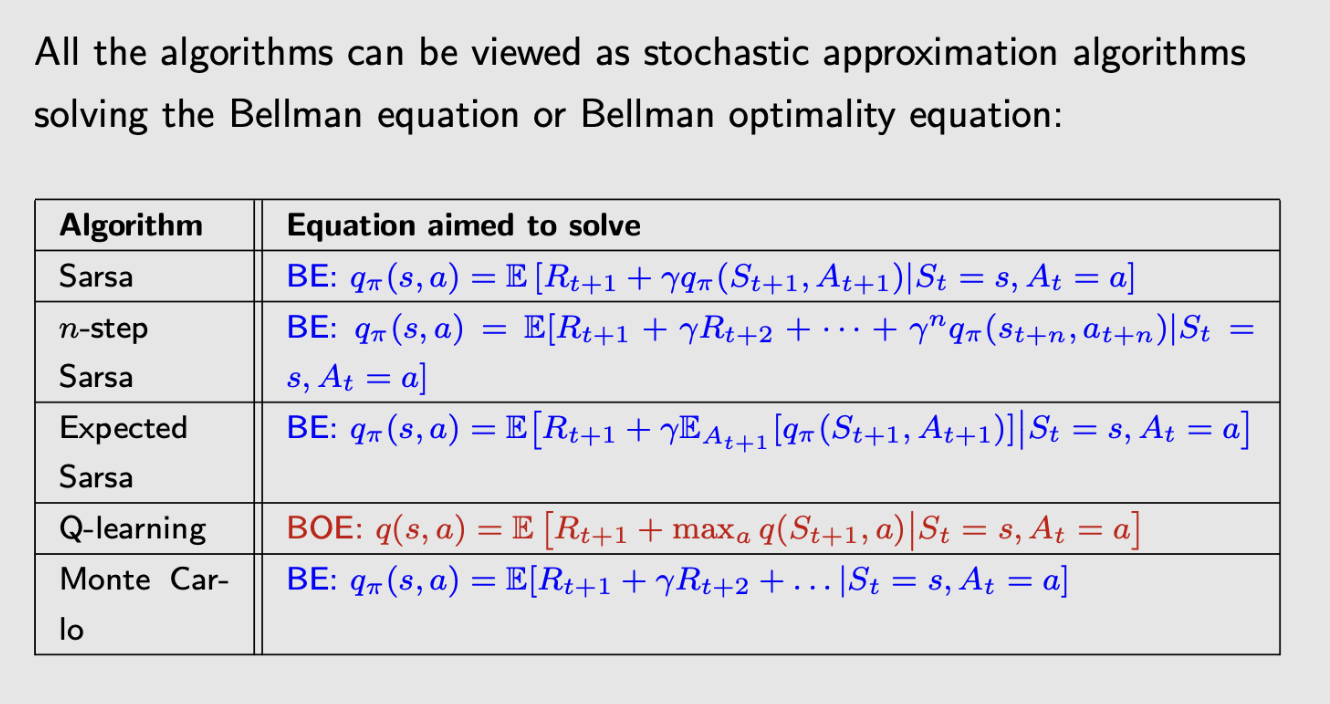 All the algorithms can be viewed as stochastic approximation algorithms
solving the Bellman equation or Bellman optimality equation:
Algorithm Equation aimed to solve
Sarsa BE: qπ(s, a) = 𝔼 [Rt+1 + γqπ(St+1, At+1)|St = s, At = a]
n-step BE: qπ(s, a) = 𝔼[Rt+1 + γRt+2 + ⋯ + γⁿqπ(st+n, at+n)|St =
Sarsa s, At = a]
Expected BE: qπ(s, a) = 𝔼[Rt+1 + γ𝔼At+1[qπ(St+1, At+1)]|St = s, At = a]
Sarsa
Q-learning BOE: q(s, a) = 𝔼 [Rt+1 + maxa q(St+1, a)|St = s, At = a]
Monte Car- BE: qπ(s, a) = 𝔼[Rt+1 + γRt+2 + ...|St = s, At = a]
lo